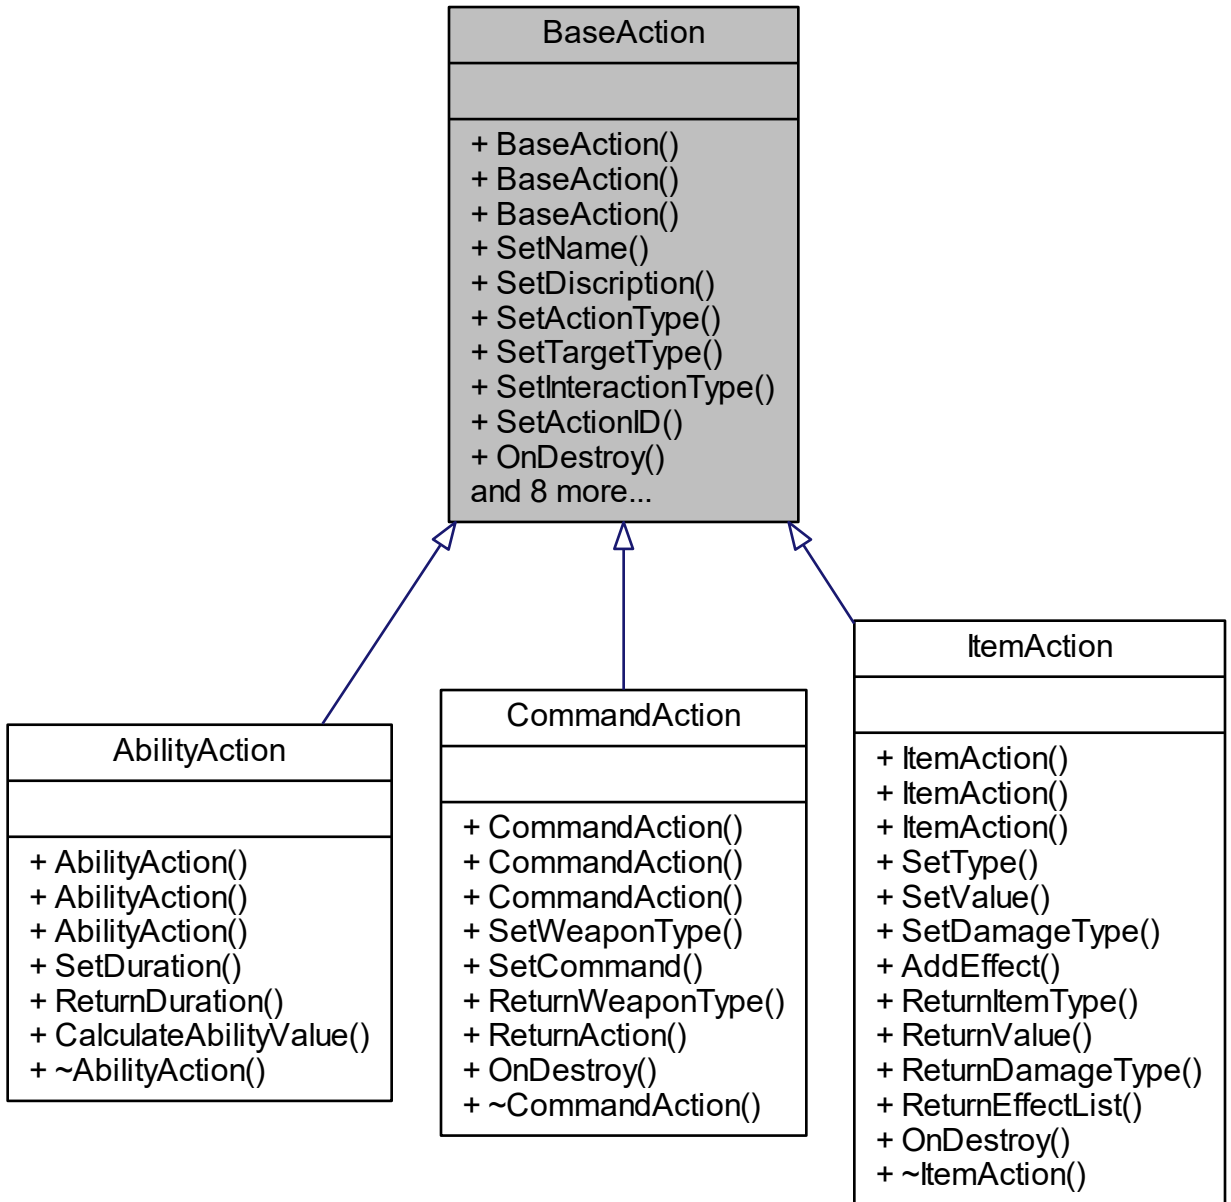 BaseAction
+ BaseAction()
+ BaseAction()
+ BaseAction()
+ SetName()
+ SetDiscription()
+ SetActionType()
+ SetTargetType()
+ SetInteractionType()
+ SetActionID()
+ OnDestroy()
and 8 more...
AbilityAction
+ AbilityAction()
+ AbilityAction()
+ AbilityAction()
+ SetDuration()
+ ReturnDuration()
+ CalculateAbilityValue()
+ ~AbilityAction()
CommandAction
+ CommandAction()
+ CommandAction()
+ CommandAction()
+ SetWeaponType()
+ SetCommand()
+ ReturnWeaponType()
+ ReturnAction()
+ OnDestroy()
+ ~CommandAction()
ItemAction
+ ItemAction()
+ ItemAction()
+ ItemAction()
+ SetType()
+ SetValue()
+ SetDamageType()
+ AddEffect()
+ ReturnItemType()
+ ReturnValue()
+ ReturnDamageType()
+ ReturnEffectList()
+ OnDestroy()
+ ~ItemAction()